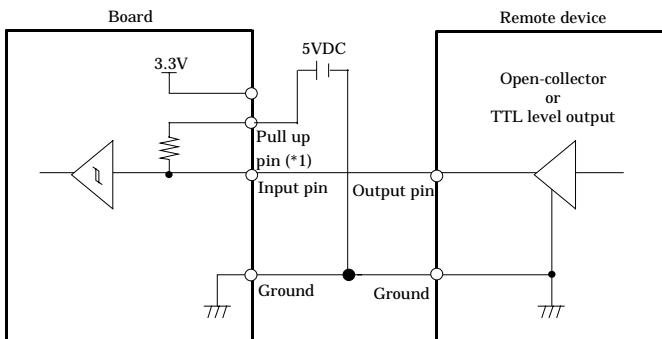 Board
Remote device
5VDC
3.3V
Open-collector
or
TTL level output
Pull up
pin (*1)
Input pin
Output pin
Ground
Ground